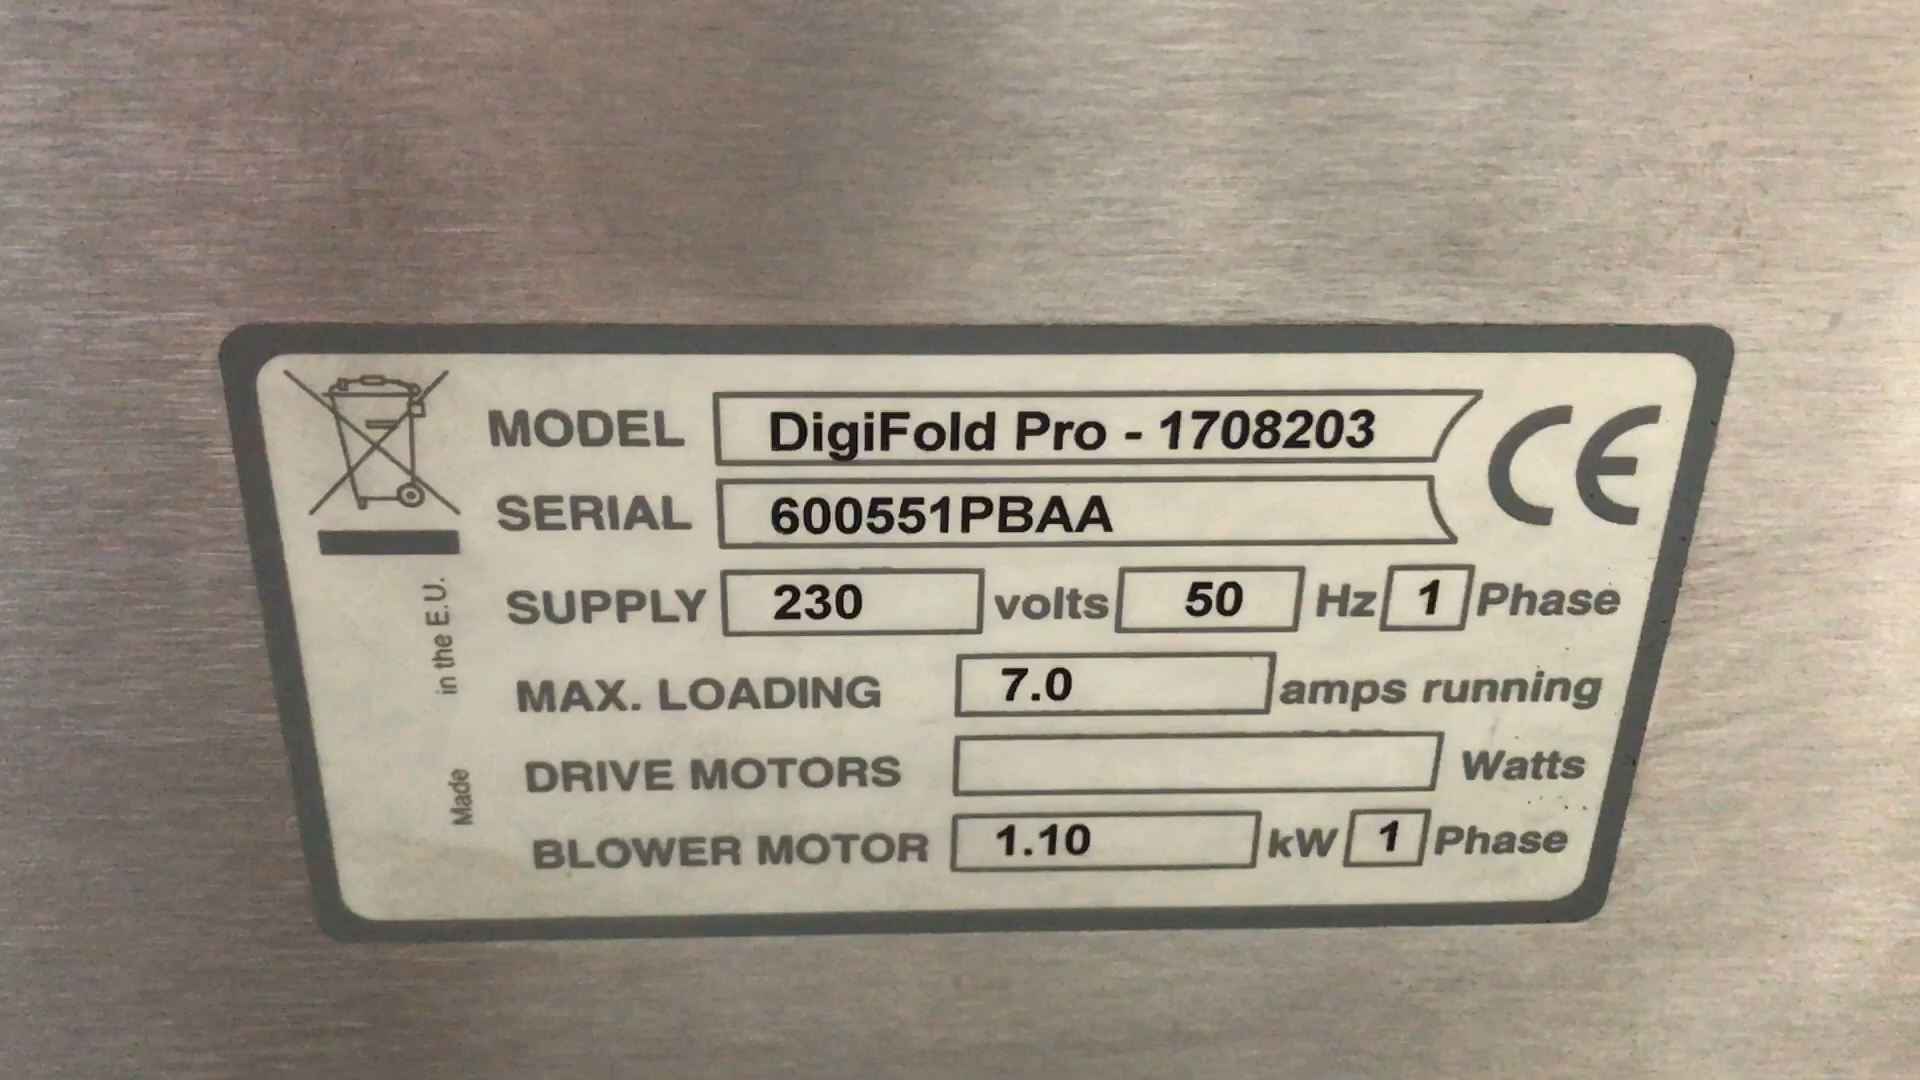 MODEL DigiFold Pro - 1708203 CE
SERIAL 600551PBAA
SUPPLY 230 volts 50 Hz 1 Phase
MAX. LOADING 7.0 amps running
DRIVE MOTORS Watts
BLOWER MOTOR 1.10 kW 1 Phase
Made in the E.U.